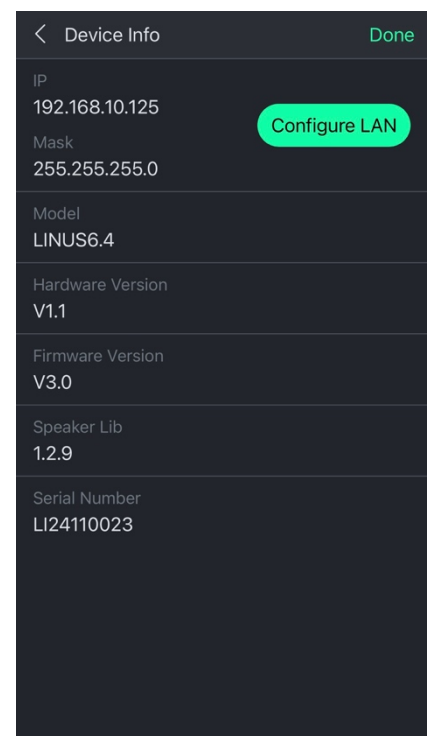 Device Info
Done
IP
192.168.10.125
Configure LAN
Mask
255.255.255.0
Model
LINUS6.4
Hardware Version
V1.1
Firmware Version
V3.0
Speaker Lib
1.2.9
Serial Number
LI24110023